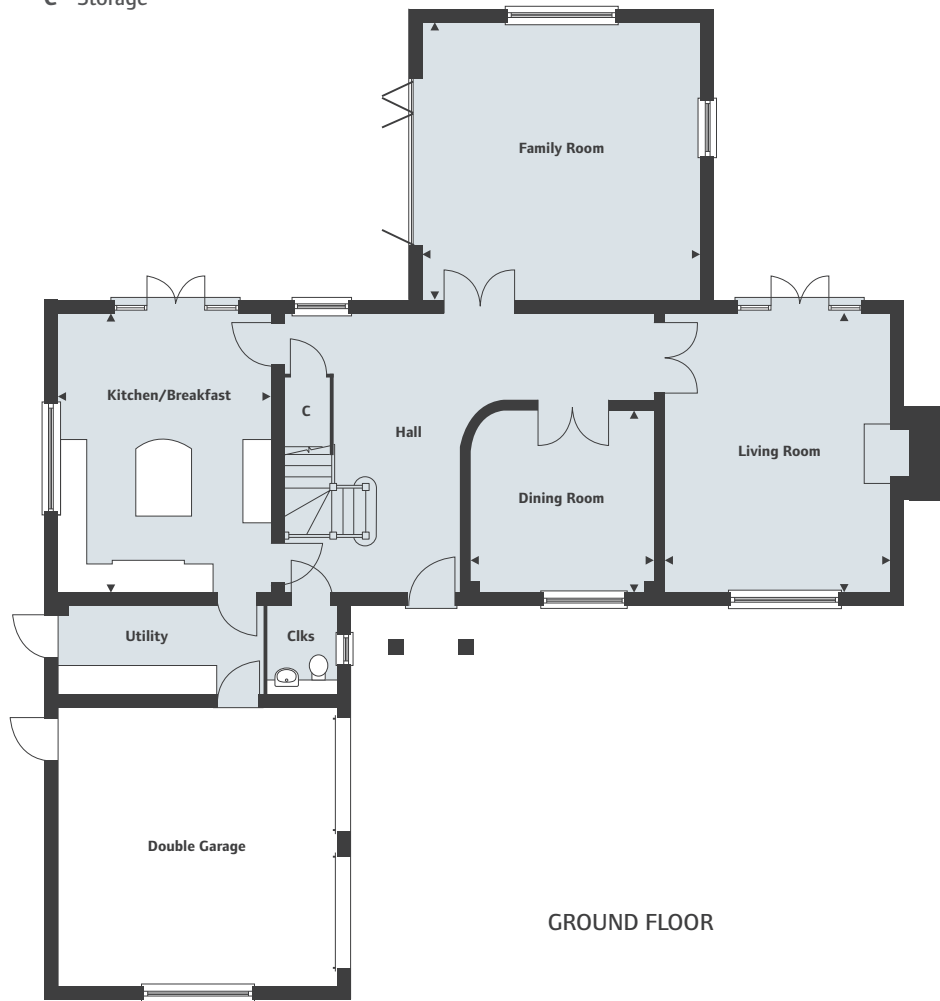 C Storage
Family Room
Kitchen/Breakfast
C
Hall
Living Room
Dining Room
Utility
Clks
Double Garage
GROUND FLOOR